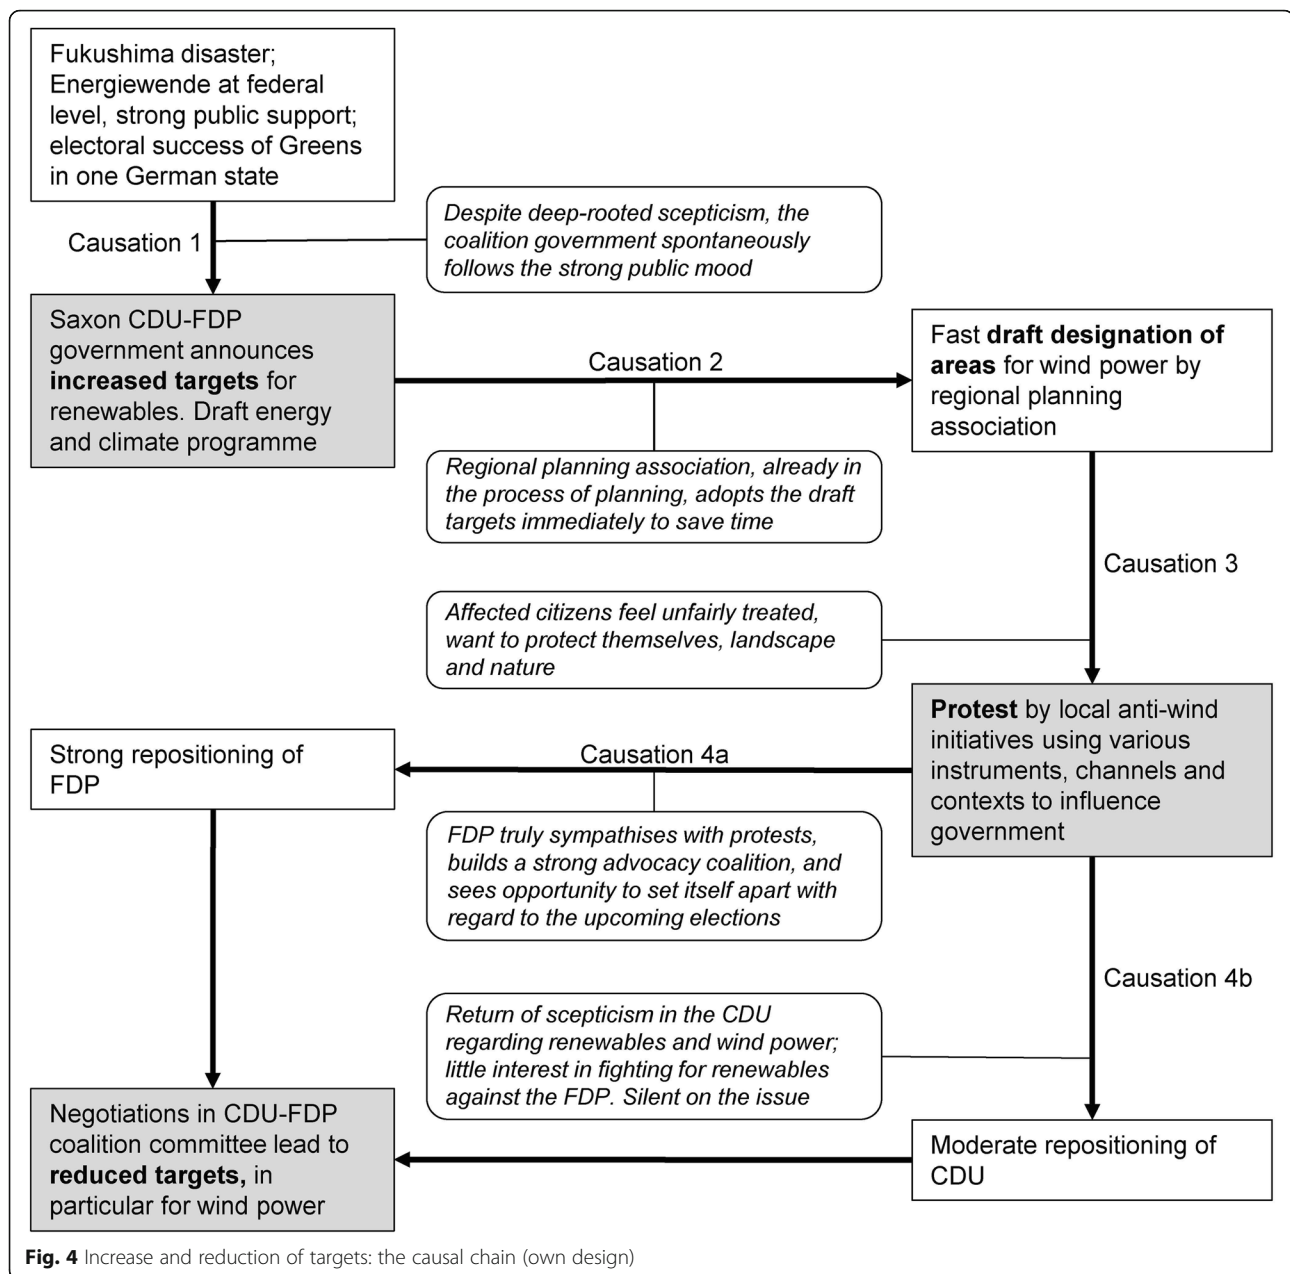 Fukushima disaster;
Energiewende at federal
level, strong public support;
electoral success of Greens
in one German state
Causation 1
Despite deep-rooted scepticism, the
coalition government spontaneously
follows the strong public mood
Saxon CDU-FDP
government announces
increased targets for
renewables. Draft energy
and climate programme
Causation 2
Fast draft designation of
areas for wind power by
regional planning
association
Regional planning association, already in
the process of planning, adopts the draft
targets immediately to save time
Causation 3
Affected citizens feel unfairly treated,
want to protect themselves, landscape
and nature
Protest by local anti-wind
initiatives using various
instruments, channels and
contexts to influence
government
Causation 4a
Strong repositioning of
FDP
FDP truly sympathises with protests,
builds a strong advocacy coalition, and
sees opportunity to set itself apart with
regard to the upcoming elections
Causation 4b
Return of scepticism in the CDU
regarding renewables and wind power;
little interest in fighting for renewables
against the FDP. Silent on the issue
Moderate repositioning of
CDU
Negotiations in CDU-FDP
coalition committee lead to
reduced targets, in
particular for wind power
Fig. 4 Increase and reduction of targets: the causal chain (own design)